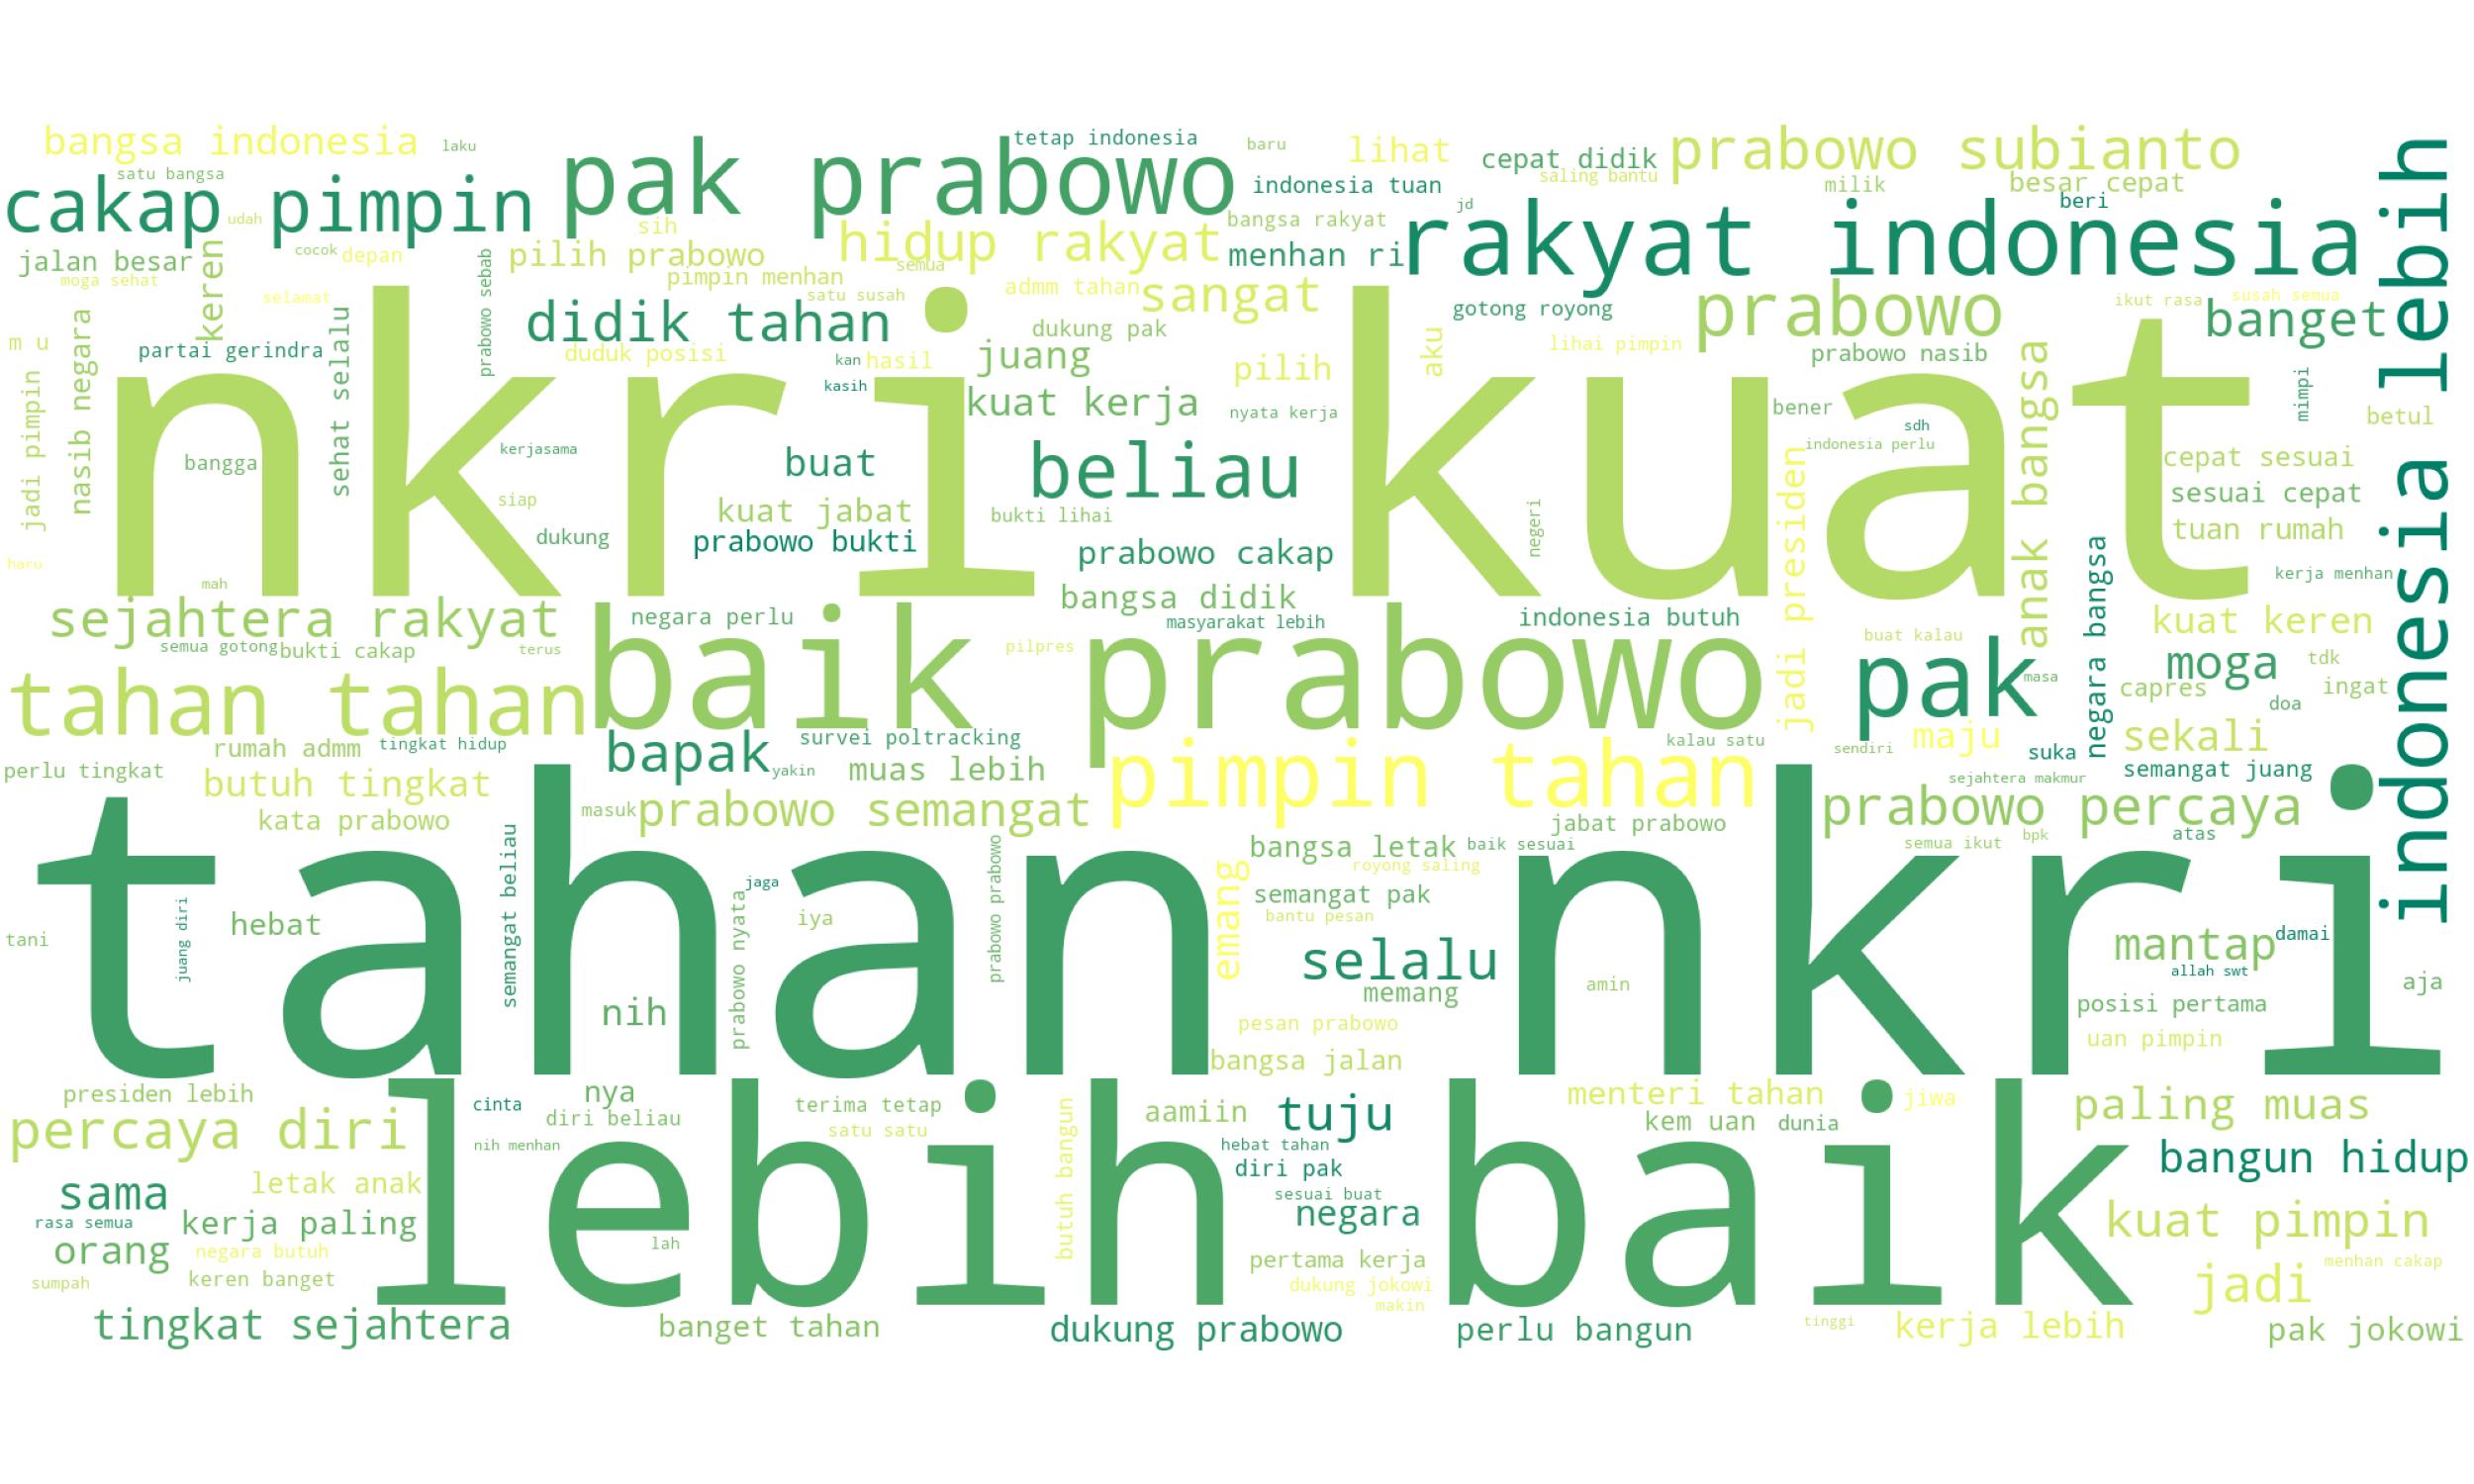 bangsa indonesia
laku
tetap indonesia
baru
lihat
cepat didik
prabowo subianto
satu bangsa
pak prabowo
indonesia tuan
saling bantu
milik
besar cepat
cakap pimpin
udah
sih
bangsa rakyat
jd
beri
rakyat indonesia
indonesia lebih
jalan besar
keren
cocok
depan
prabowo sebab
pilih prabowo
hidup rakyat
menhan ri
moga sehat
selamat
pimpin menhan
semua
satu susah
admm tahan
sangat
gotong royong
prabowo
ikut rasa
susah semua
banget
m u
nasib negara
partai gerindra
sehat selalu
didik tahan
duduk posisi
kan
hasil
dukung pak
juang
pilih
aku
lihai pimpin
prabowo nasib
anak bangsa
mimpi
betul
jadi pimpin
nkri kuat
kasih
kuat kerja
nyata kerja
bener
sdh
indonesia perlu
bangga
kerjasama
buat
beliau
jadi presiden
cepat sesuai
siap
kuat jabat
bukti lihai
negeri
sesuai cepat
dukung
prabowo bukti
prabowo cakap
tuan rumah
haru
mah
bangsa didik
negara bangsa
kerja menhan
sejahtera rakyat
negara perlu
masyarakat lebih
indonesia butuh
kuat keren
semua gotong
bukti cakap
terus
baik prabowo
pilpres
buat kalau
pak
masa
moga
tdk
tahan tahan
capres
ingat
doa
rumah admm
tingkat hidup
bapak
survei poltracking
kalau satu
sendiri
maju
suka
sekali
perlu tingkat
butuh tingkat
yakin
muas lebih
pimpin tahan
sejahtera makmur
semangat juang
kata prabowo
masuk
prabowo semangat
jabat prabowo
prabowo percaya
semangat beliau
prabowo prabowo
bangsa letak
baik sesuai
semua ikut
bpk
atas
royong saling
tahan nkri
jaga
emang
semangat pak
tani
juang diri
hebat
prabowo nyata
iya
bantu pesan
selalu
mantap
damai
allah swt
nih
memang
amin
aja
posisi pertama
pesan prabowo
uan pimpin
bangsa jalan
presiden lebih
nya
cinta
terima tetap
butuh bangun
aamiin
tuju
menteri tahan
jiwa
paling muas
percaya diri
diri beliau
satu satu
kem uan
dunia
nih menhan
hebat tahan
lebih baik
diri pak
bangun hidup
sama
letak anak
sesuai buat
rasa semua
kerja paling
negara
kuat pimpin
orang
negara butuh
lah
pertama kerja
menhan cakap
sumpah
keren banget
dukung jokowi
makin
jadi
tingkat sejahtera
banget tahan
dukung prabowo
perlu bangun
tinggi
kerja lebih
pak jokowi